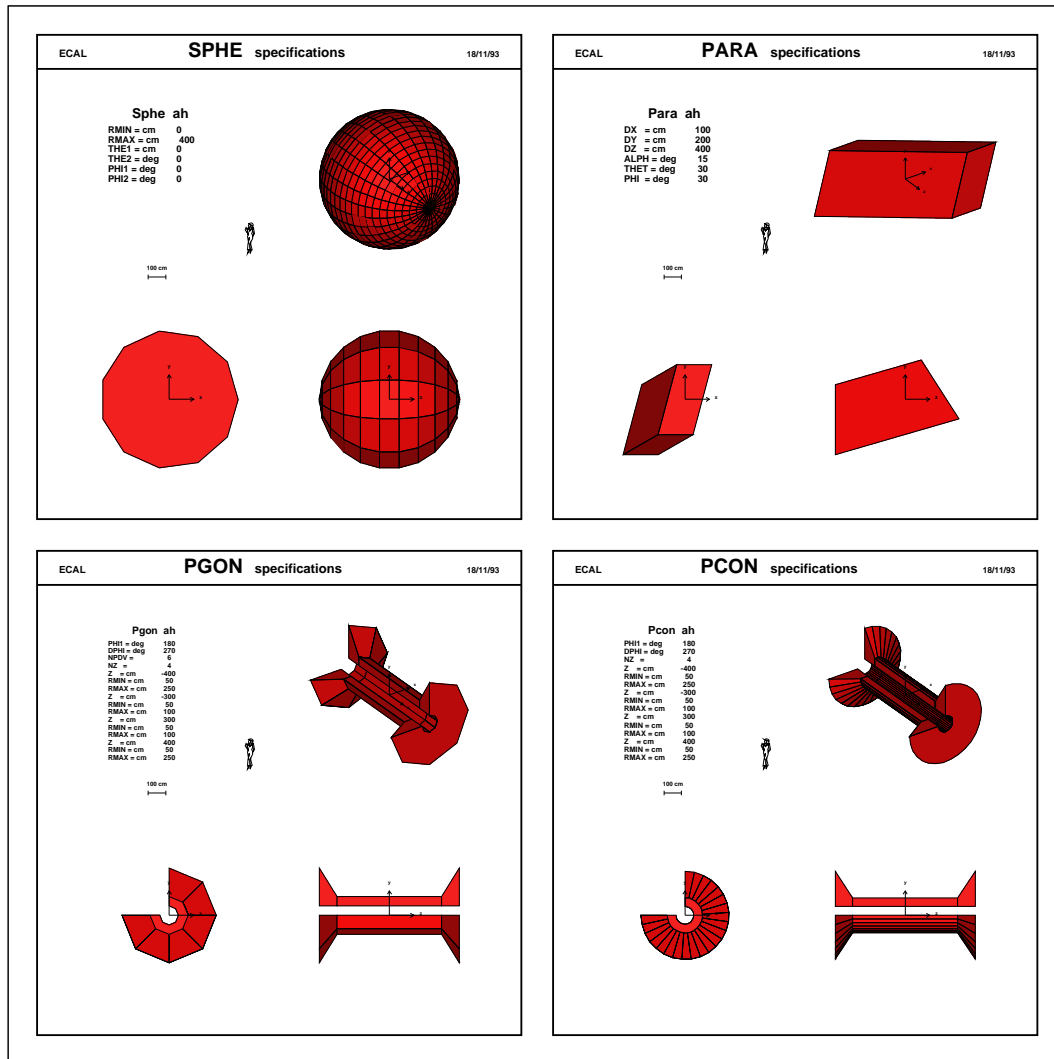 ECAL SPHE specifications 18/11/93
Sphe ah
RMIN = cm 0
RMAX = cm 400
THE1 = cm 0
THE2 = deg 0
PHI1 = deg 0
PHI2 = deg 0
100 cm
y
x
y
ECAL PARA specifications 18/11/93
Para ah
DX = cm 100
DY = cm 200
DZ = cm 400
ALPH = deg 15
THET = deg 30
PHI = deg 30
100 cm
y
x
y
ECAL PGON specifications 18/11/93
Pgon ah
PHI1 = deg 180
DPHI = deg 270
NPDV = 6
NZ = 4
Z = cm -400
RMIN = cm 50
RMAX = cm 250
Z = cm -300
RMIN = cm 50
RMAX = cm 100
Z = cm 300
RMIN = cm 50
RMAX = cm 100
Z = cm 400
RMIN = cm 50
RMAX = cm 250
100 cm
y
ECAL PCON specifications 18/11/93
Pcon ah
PHI1 = deg 180
DPHI = deg 270
NZ = 4
Z = cm -400
RMIN = cm 50
RMAX = cm 250
Z = cm -300
RMIN = cm 50
RMAX = cm 100
Z = cm 300
RMIN = cm 50
RMAX = cm 100
Z = cm 400
RMIN = cm 50
RMAX = cm 250
100 cm
y